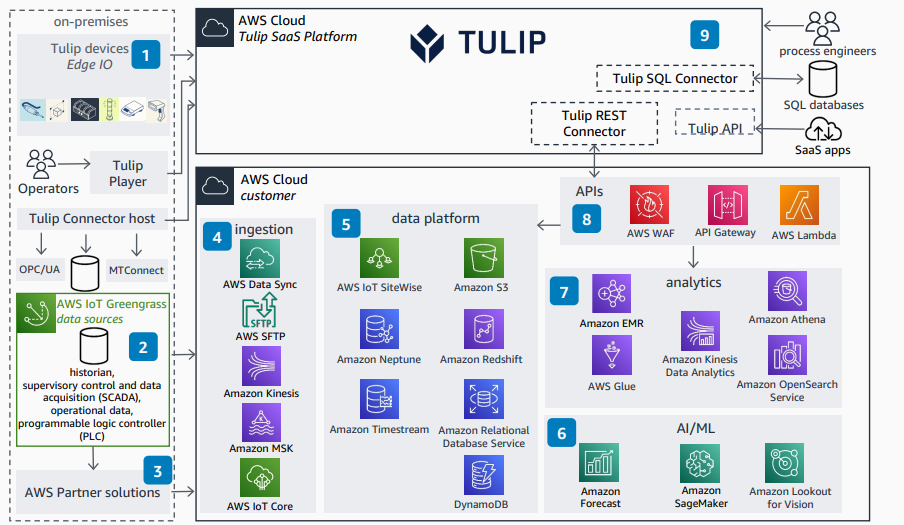 on-premises
Tulip devices
Edge IO
1
Operators
Tulip
Player
Tulip Connector host
OPC/UA
MTConnect
AWS IoT Greengrass
data sources
2
historian,
supervisory control and data
acquisition (SCADA),
operational data,
programmable logic controller
(PLC)
3
AWS Partner solutions
AWS Cloud
Tulip SaaS Platform
TULIP
9
Tulip SQL Connector
Tulip REST
Connector
Tulip API
process engineers
SQL databases
SaaS apps
AWS Cloud
customer
4
ingestion
AWS Data Sync
SFTP
AWS SFTP
Amazon Kinesis
Amazon MSK
AWS IoT Core
5
data platform
AWS IoT SiteWise
Amazon S3
Amazon Neptune
Amazon Redshift
Amazon Timestream
Amazon Relational
Database Service
DynamoDB
APIs
8
AWS WAF
API Gateway
AWS Lambda
7
analytics
Amazon EMR
Amazon Athena
AWS Glue
Amazon Kinesis
Data Analytics
Amazon OpenSearch
Service
6
AI/ML
Amazon
Forecast
Amazon
SageMaker
Amazon Lookout
for Vision